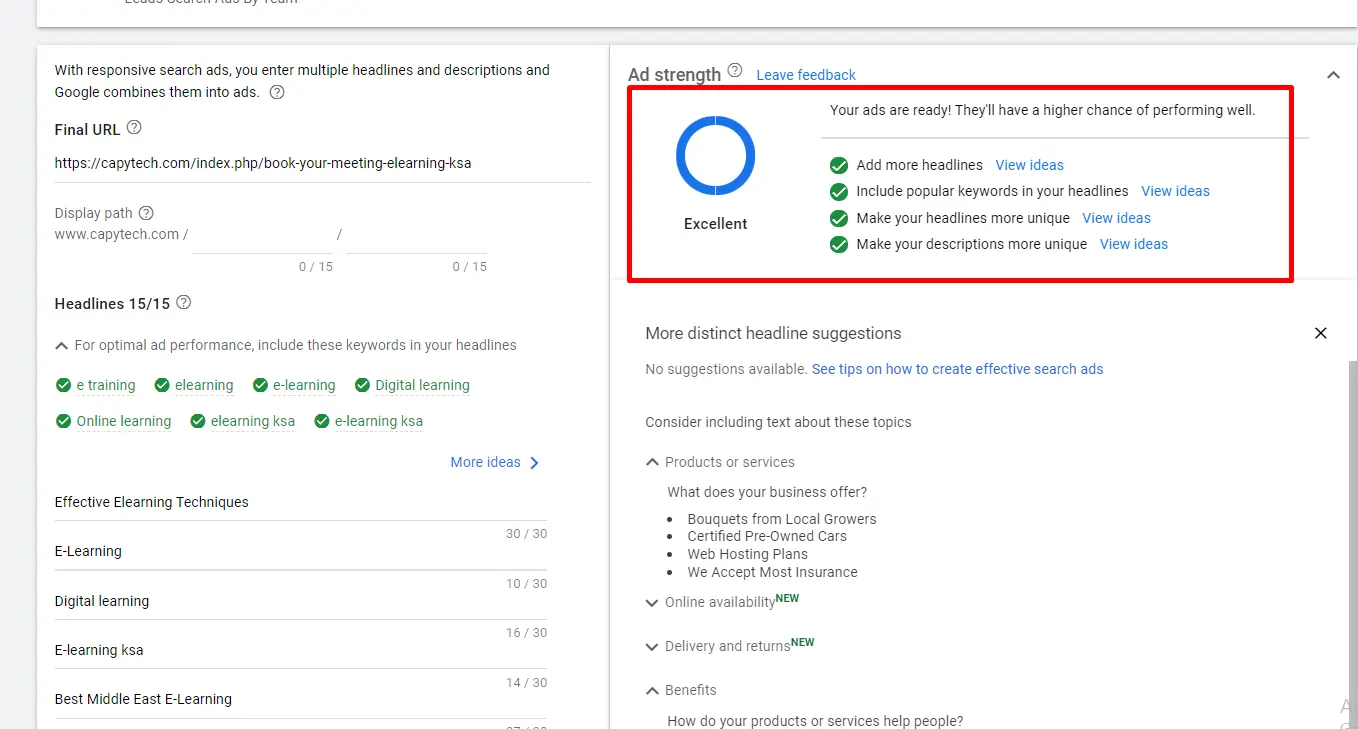 Leads Search Ads By Team
With responsive search ads, you enter multiple headlines and descriptions and
Google combines them into ads.
Final URL
https://capytech.com/index.php/book-your-meeting-elearning-ksa
Display path
www.capytech.com /
/
0 / 15
0 / 15
Headlines 15/15
For optimal ad performance, include these keywords in your headlines
e training
elearning
e-learning
Digital learning
Online learning
elearning ksa
e-learning ksa
More ideas
Effective Elearning Techniques
30 / 30
E-Learning
10 / 30
Digital learning
16 / 30
E-learning ksa
14 / 30
Best Middle East E-Learning
Ad strength
Leave feedback
Excellent
Your ads are ready! They'll have a higher chance of performing well.
Add more headlines View ideas
Include popular keywords in your headlines View ideas
Make your headlines more unique View ideas
Make your descriptions more unique View ideas
More distinct headline suggestions
No suggestions available. See tips on how to create effective search ads
Consider including text about these topics
Products or services
What does your business offer?
Bouquets from Local Growers
Certified Pre-Owned Cars
Web Hosting Plans
We Accept Most Insurance
Online availability NEW
Delivery and returns NEW
Benefits
How do your products or services help people?